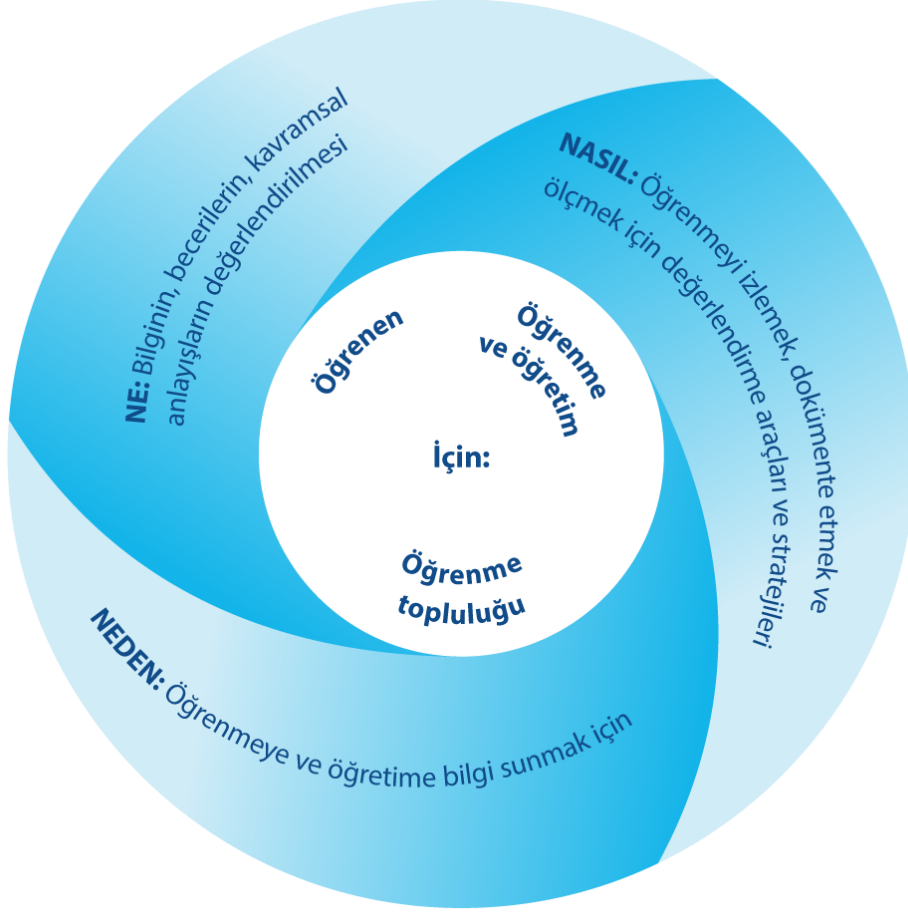 NE: Bilginin, becerilerin, kavramsal
anlayışların değerlendirilmesi
NASIL: Öğrenmeyi izlemek, dokümente etmek ve
ölçmek için değerlendirme araçları ve stratejileri
Öğrenen
Öğrenme
ve öğretim
İçin:
Öğrenme
topluluğu
NEDEN: Öğrenmeye ve öğretime bilgi sunmak için